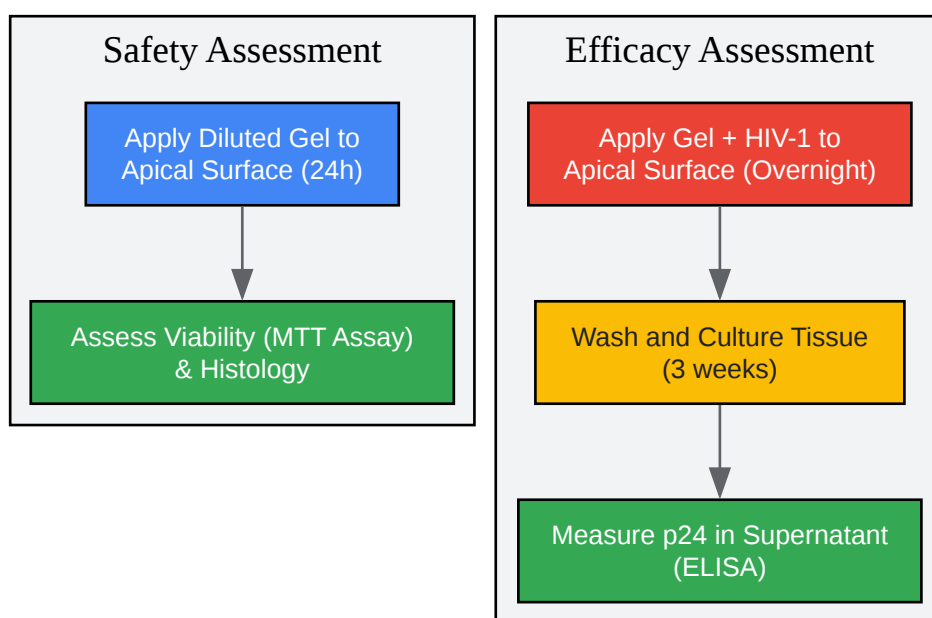 Safety Assessment
Apply Diluted Gel to
Apical Surface (24h)
Assess Viability (MTT Assay)
& Histology
Efficacy Assessment
Apply Gel + HIV-1 to
Apical Surface (Overnight)
Wash and Culture Tissue
(3 weeks)
Measure p24 in Supernatant
(ELISA)